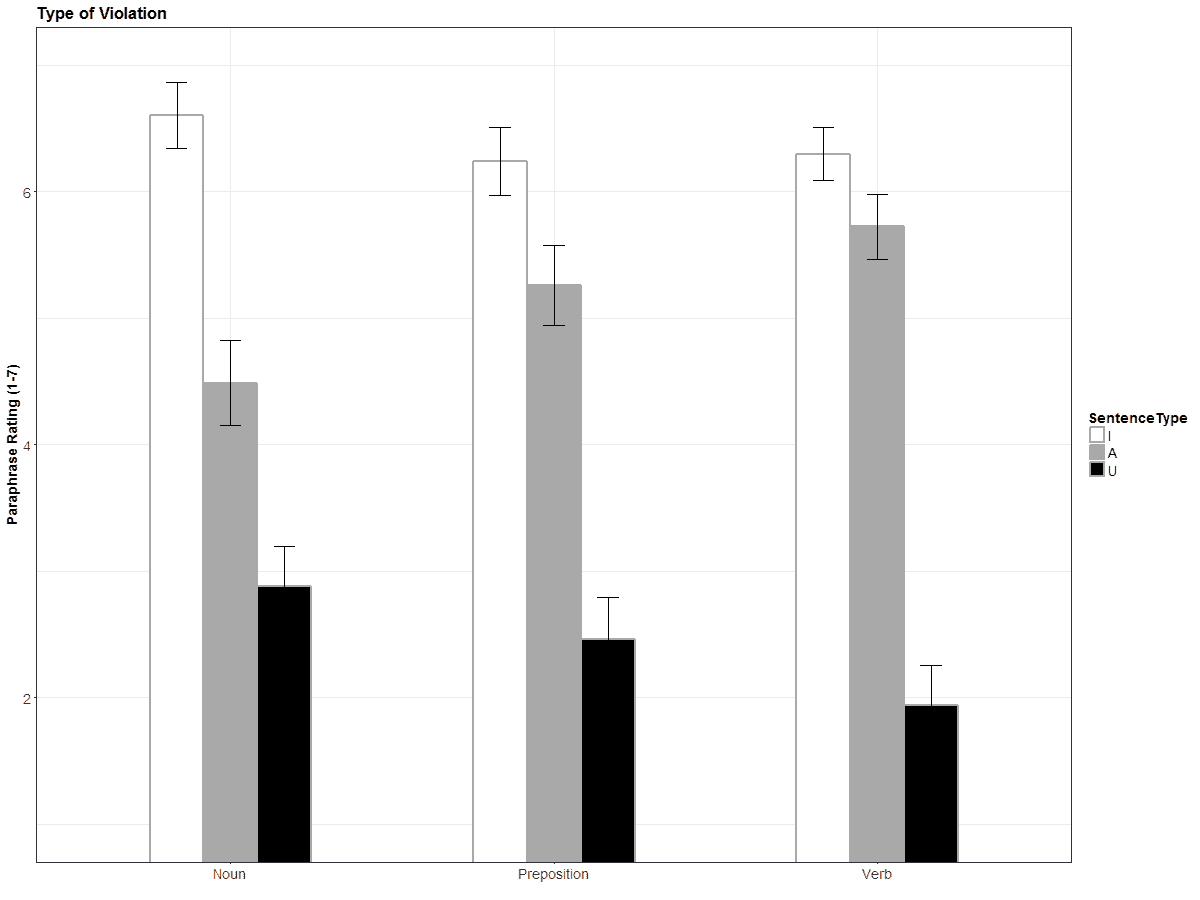 Type of Violation
Paraphrase Rating (1-7)
6
4
2
Noun Preposition Verb
SentenceType
I
A
U